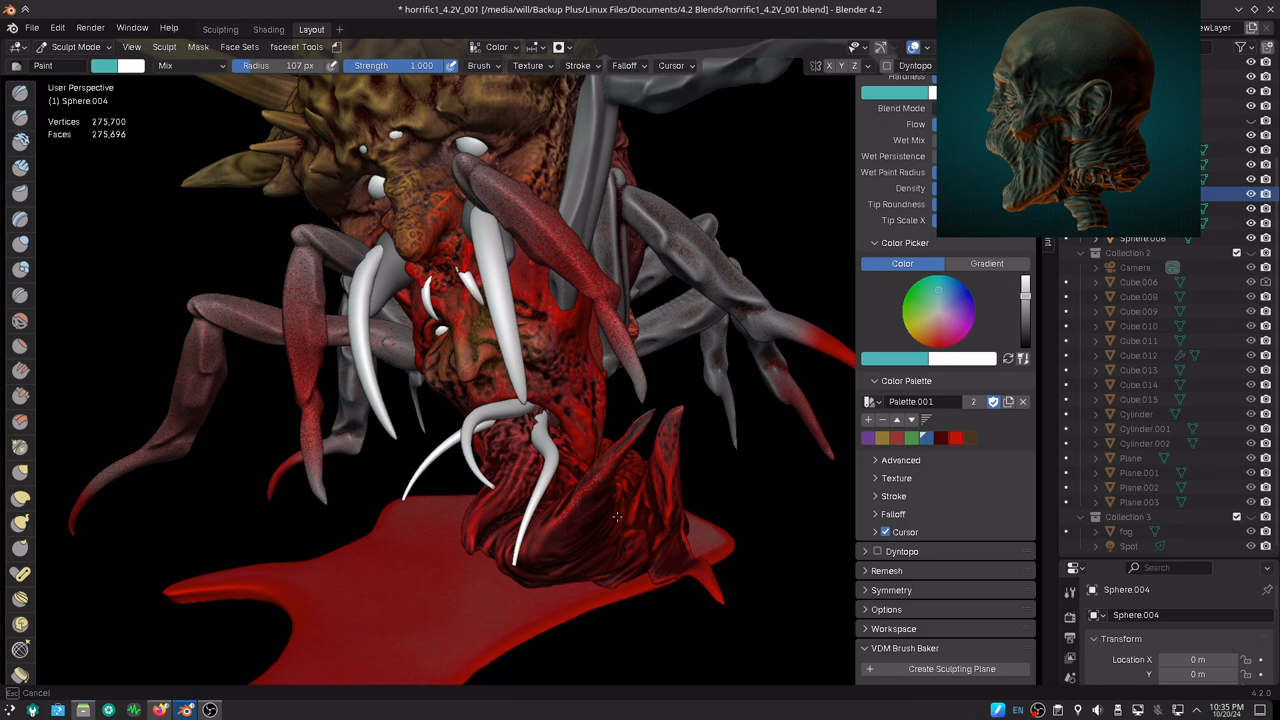 * horrific1_4.2V_001 [/media/will/Backup Plus/Linux Files/Documents/4.2 Blends/horrific1_4.2V_001.blend] - Blender 4.2
File Edit Render Window Help Sculpting Shading Layout +
Sculpt Mode View Sculpt Mask Face Sets faceset Tools Color
Paint Mix Radius 107 px Strength 1.000 Brush Texture Stroke Falloff Cursor X Y Z Dyntopo
User Perspective
(1) Sphere.004
Vertices 275,700
Faces 275,696
Hardness
Blend Mode
Flow
Wet Mix
Wet Persistence
Wet Paint Radius
Density
Tip Roundness
Tip Scale X
Color Picker
Color Gradient
Color Palette
Palette.001 2
Advanced
Texture
Stroke
Falloff
Cursor
Dyntopo
Remesh
Symmetry
Options
Workspace
VDM Brush Baker
Create Sculpting Plane
Sphere.008
Collection 2
Camera
Cube.006
Cube.008
Cube.009
Cube.010
Cube.011
Cube.012
Cube.013
Cube.014
Cube.015
Cylinder
Cylinder.001
Cylinder.002
Plane
Plane.001
Plane.002
Plane.003
Collection 3
fog
Spot
Search
Sphere.004
Sphere.004
Transform
Location X 0 m
Y 0 m
Esc Cancel
4.2.0
EN
10:35 PM
10/20/24